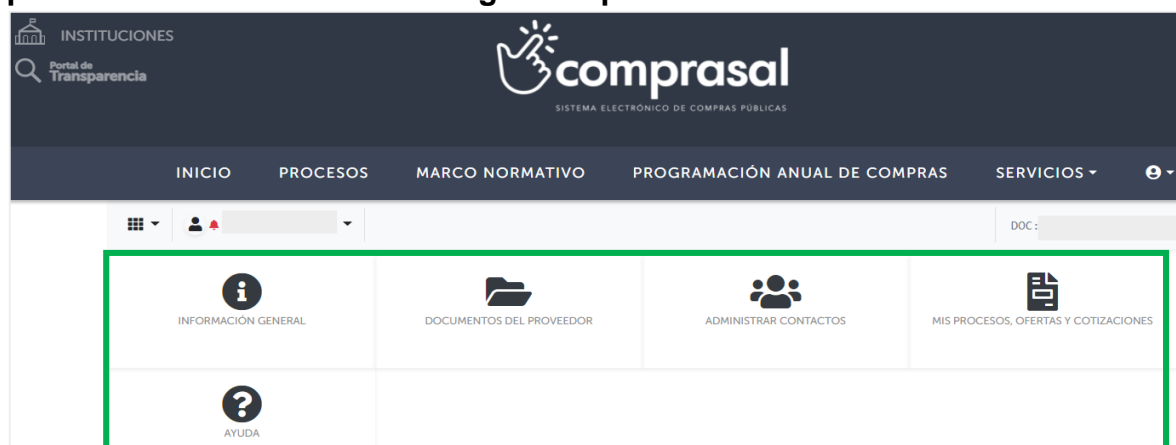 INSTITUCIONES
Portal de
Transparencia
comprasal
SISTEMA ELECTRÓNICO DE COMPRAS PÚBLICAS
INICIO PROCESOS MARCO NORMATIVO PROGRAMACIÓN ANUAL DE COMPRAS SERVICIOS
DOC:
INFORMACIÓN GENERAL DOCUMENTOS DEL PROVEEDOR ADMINISTRAR CONTACTOS MIS PROCESOS, OFERTAS Y COTIZACIONES
AYUDA